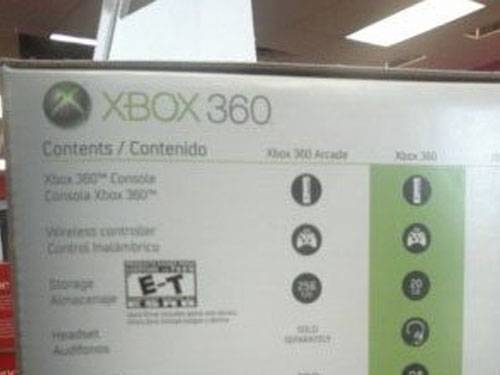 XBOX 360
Contents / Contenido
Xbox 360 Arcade
Xbox 360
Xbox 360™ Console
Consola Xbox 360™
Wireless controller
Control Inalámbrico
Storage
Almacenaje
E-T
256
20
Headset
Audífonos
SOLD
SEPARATELY